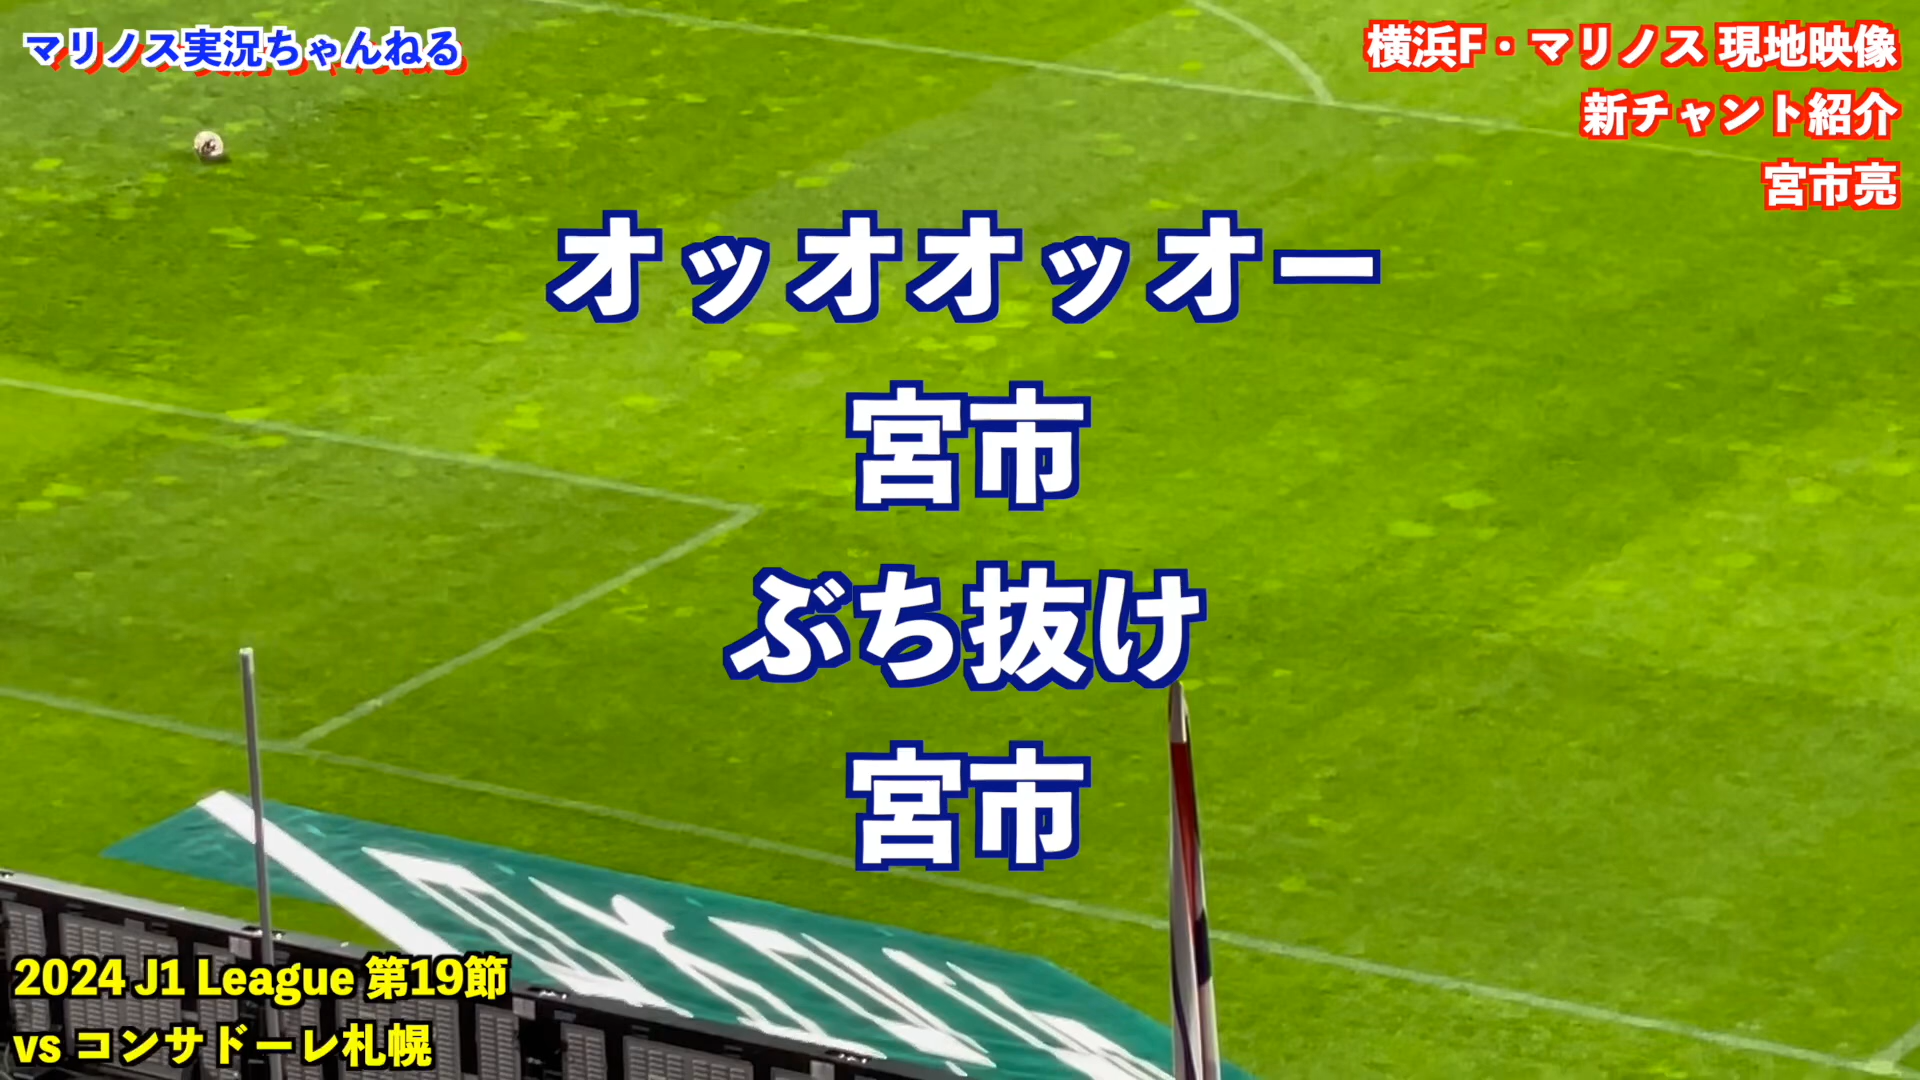 マリノス実況ちゃんねる
横浜F・マリノス 現地映像
新チャント紹介
宮市亮
オッオオッオー
宮市
ぶち抜け
宮市
2024 J1 League 第19節
vs コンサドーレ札幌